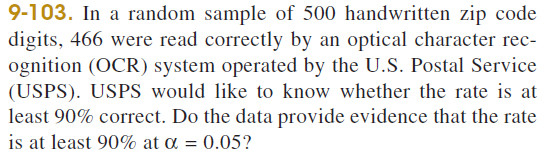 9-103. In a random sample of 500 handwritten zip code
digits, 466 were read correctly by an optical character rec-
ognition (OCR) system operated by the U.S. Postal Service
(USPS). USPS would like to know whether the rate is at
least 90% correct. Do the data provide evidence that the rate
is at least 90% at α = 0.05?